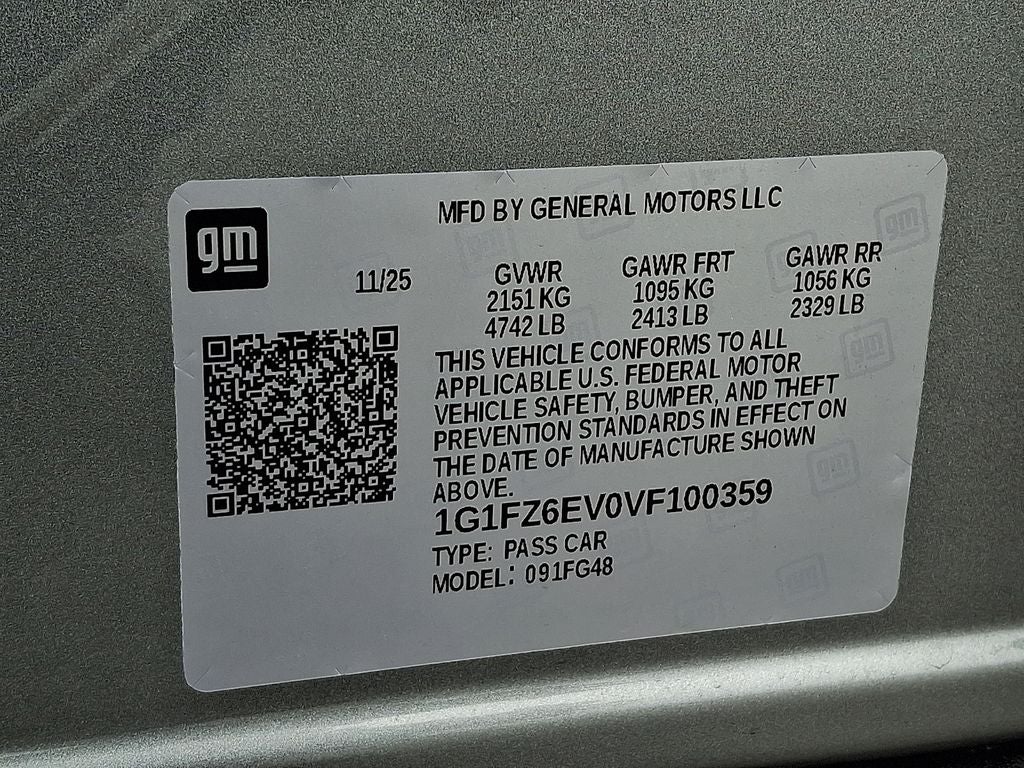 gm
MFD BY GENERAL MOTORS LLC
11/25
GVWR
2151 KG
4742 LB
GAWR FRT
1095 KG
2413 LB
GAWR RR
1056 KG
2329 LB
THIS VEHICLE CONFORMS TO ALL
APPLICABLE U.S. FEDERAL MOTOR
VEHICLE SAFETY, BUMPER, AND THEFT
PREVENTION STANDARDS IN EFFECT ON
THE DATE OF MANUFACTURE SHOWN
ABOVE.
1G1FZ6EV0VF100359
TYPE: PASS CAR
MODEL: 091FG48